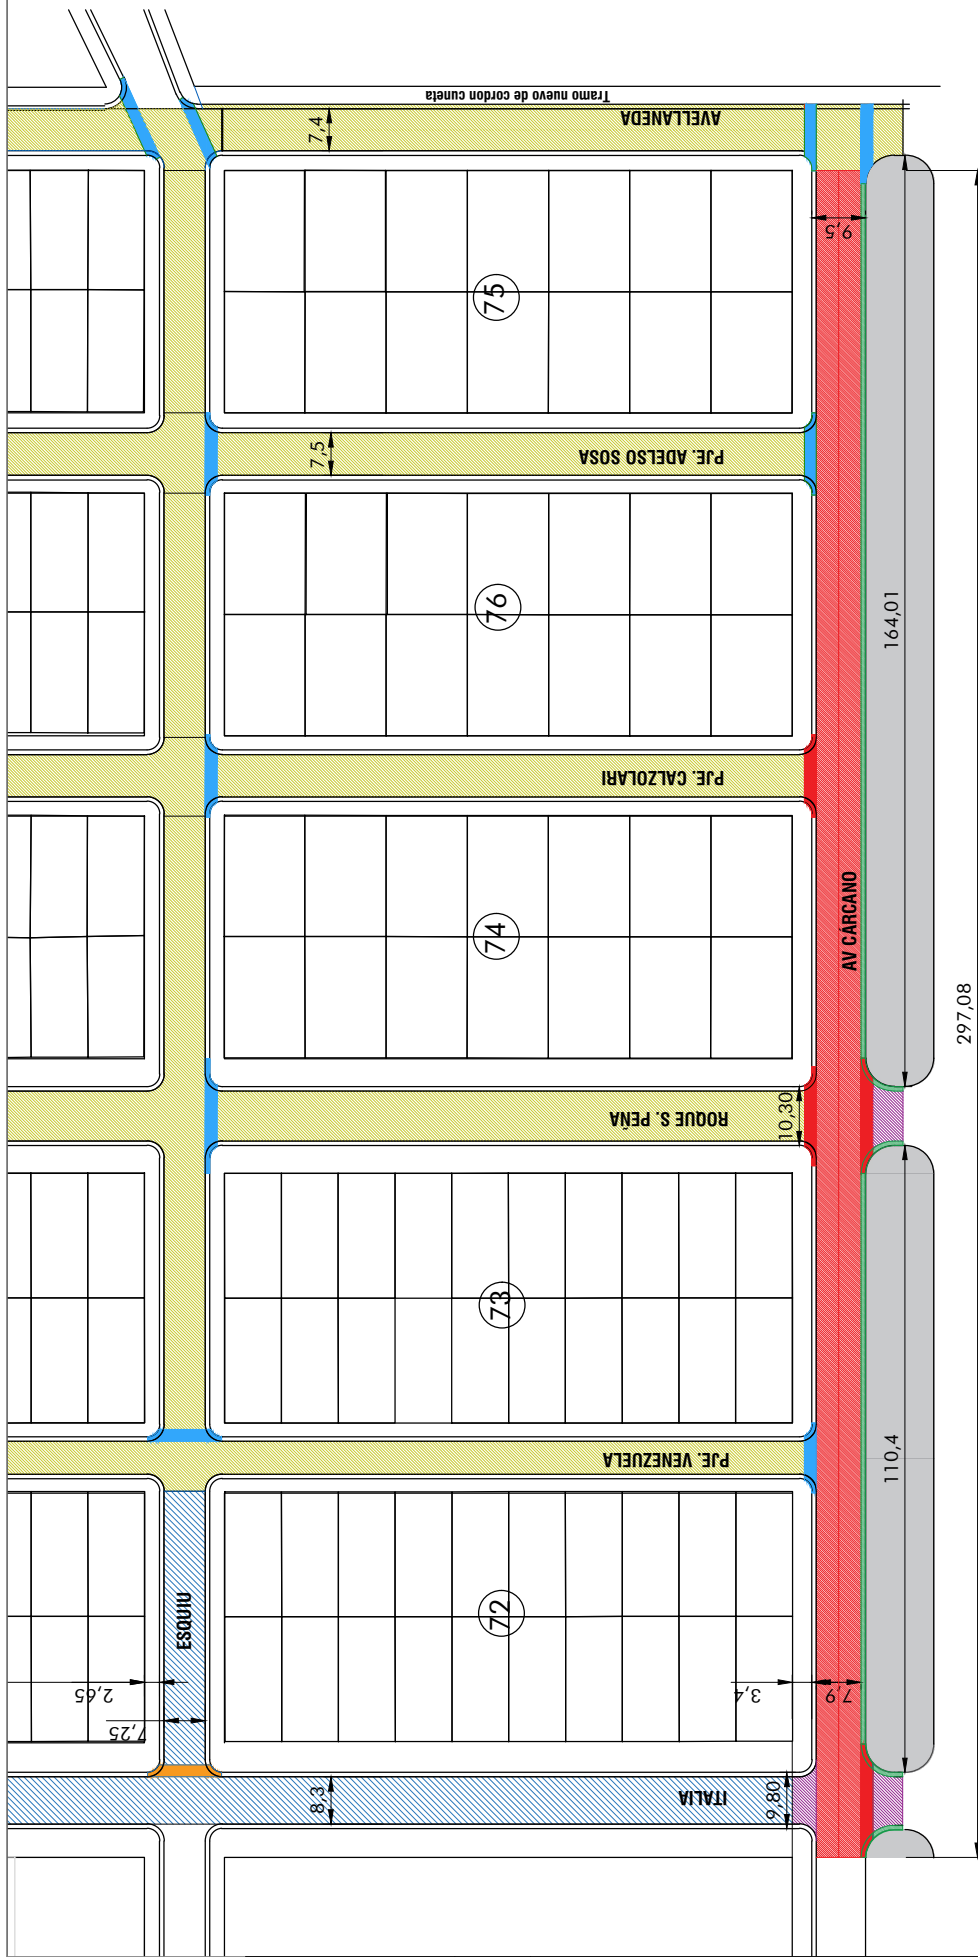 Tramo nuevo de cordon cuneta
AVELLANEDA
7,4
9,5
75
7,5
PJE. ADELSO SOSA
76
164,01
PJE. CALZOLARI
74
AV CÁRCANO
297,08
10,30
ROQUE S. PEÑA
73
110,4
PJE. VENEZUELA
ESQUIU
72
2,65
7,25
3,4
7,9
8,3
ITALIA
9,80